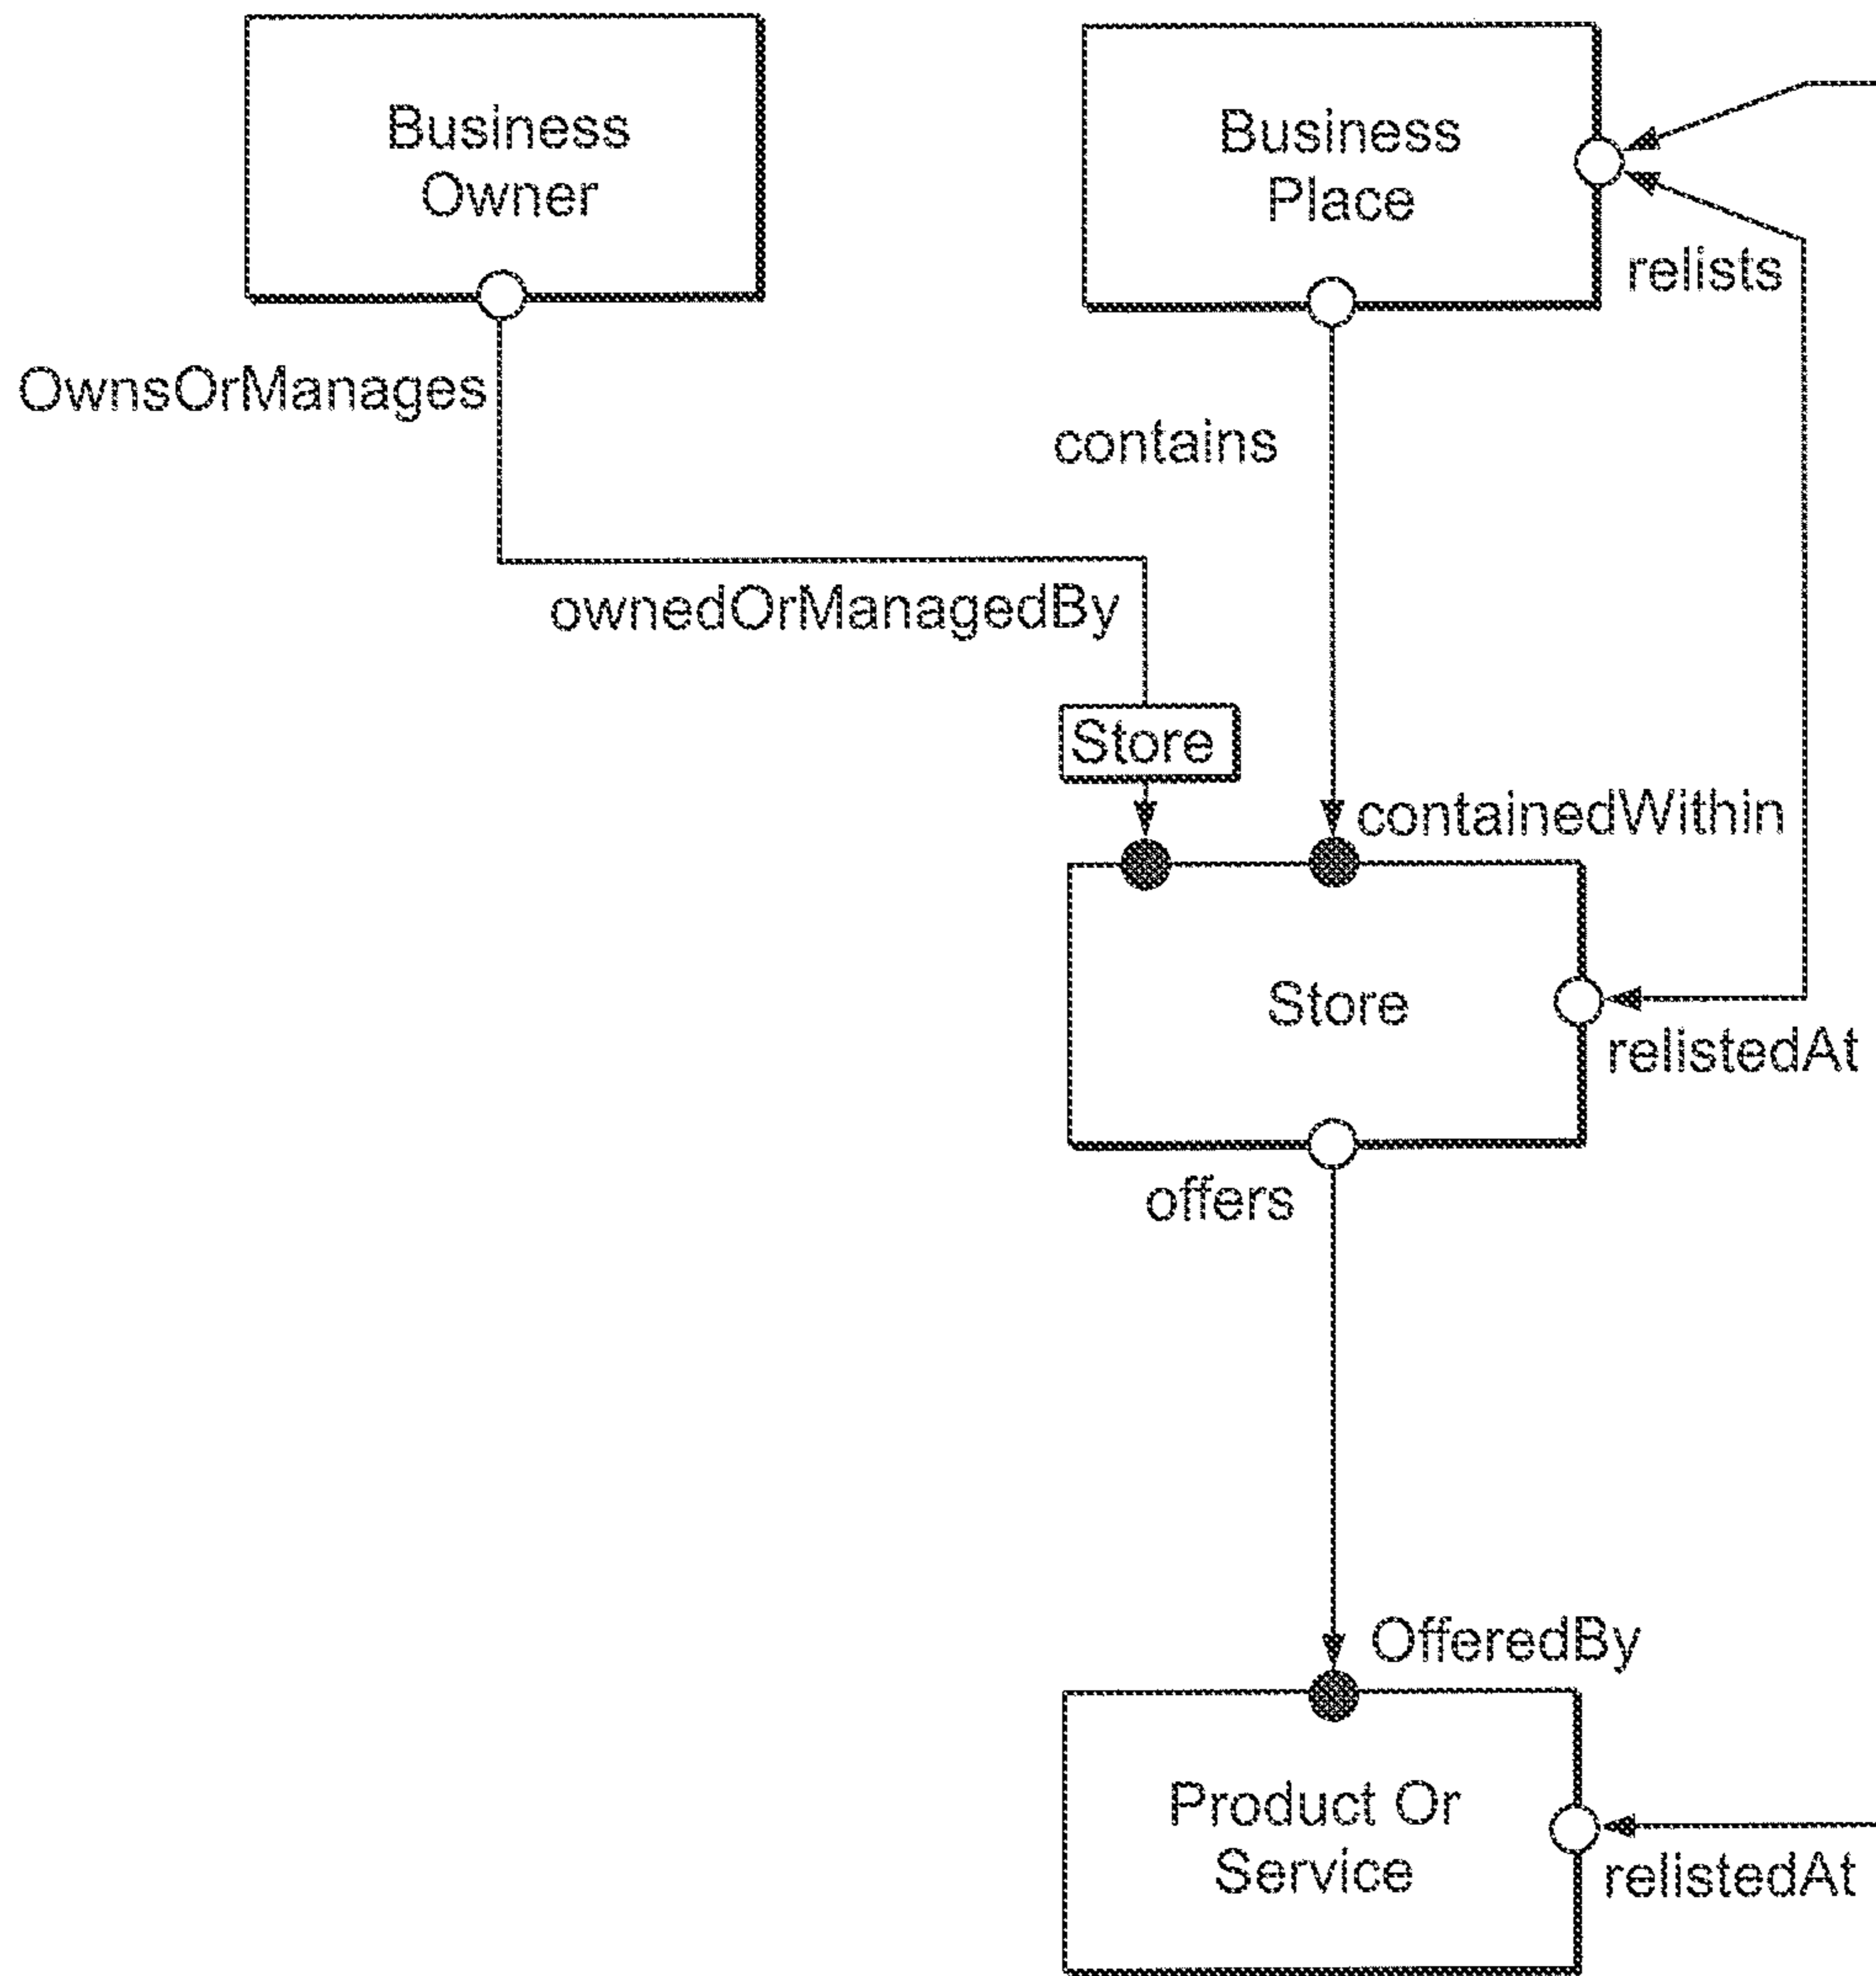 Business
Owner
Business
Place
relists
OwnsOrManages
contains
ownedOrManagedBy
Store
containedWithin
Store
relistedAt
offers
OfferedBy
Product Or
Service
relistedAt